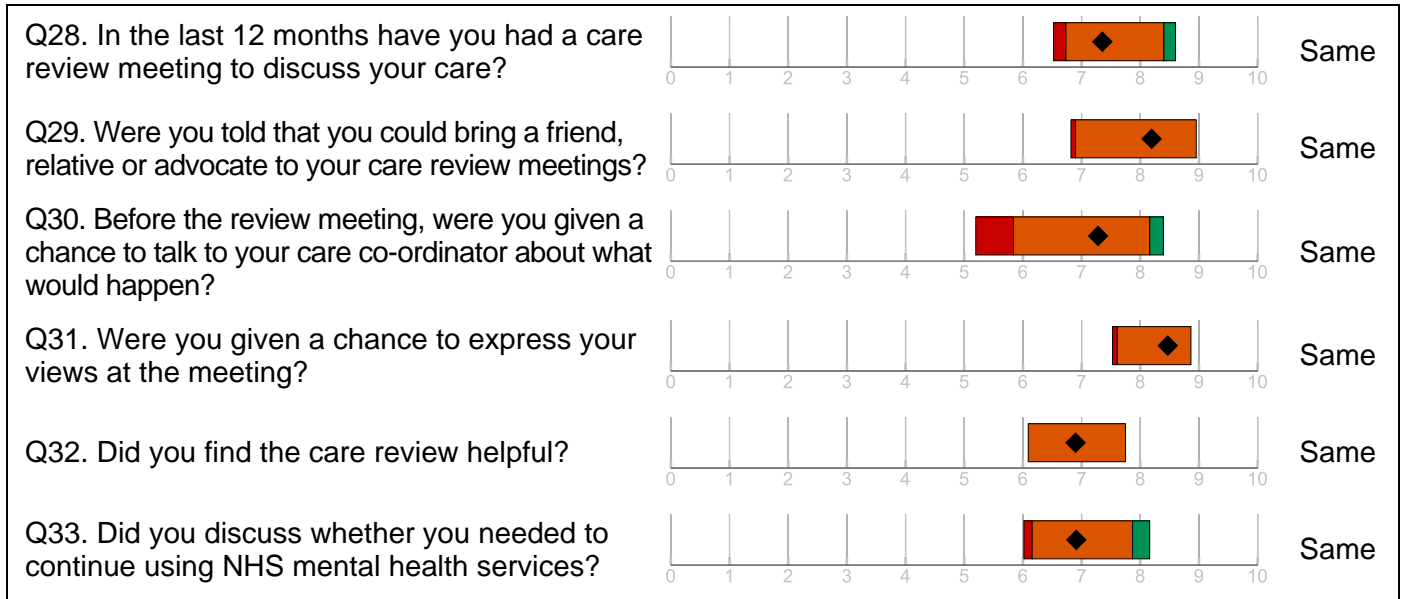 Q28. In the last 12 months have you had a care
review meeting to discuss your care?
0 1 2 3 4 5 6 7 8 9 10
Same
Q29. Were you told that you could bring a friend,
relative or advocate to your care review meetings?
0 1 2 3 4 5 6 7 8 9 10
Same
Q30. Before the review meeting, were you given a
chance to talk to your care co-ordinator about what
would happen?
0 1 2 3 4 5 6 7 8 9 10
Same
Q31. Were you given a chance to express your
views at the meeting?
0 1 2 3 4 5 6 7 8 9 10
Same
Q32. Did you find the care review helpful?
0 1 2 3 4 5 6 7 8 9 10
Same
Q33. Did you discuss whether you needed to
continue using NHS mental health services?
0 1 2 3 4 5 6 7 8 9 10
Same